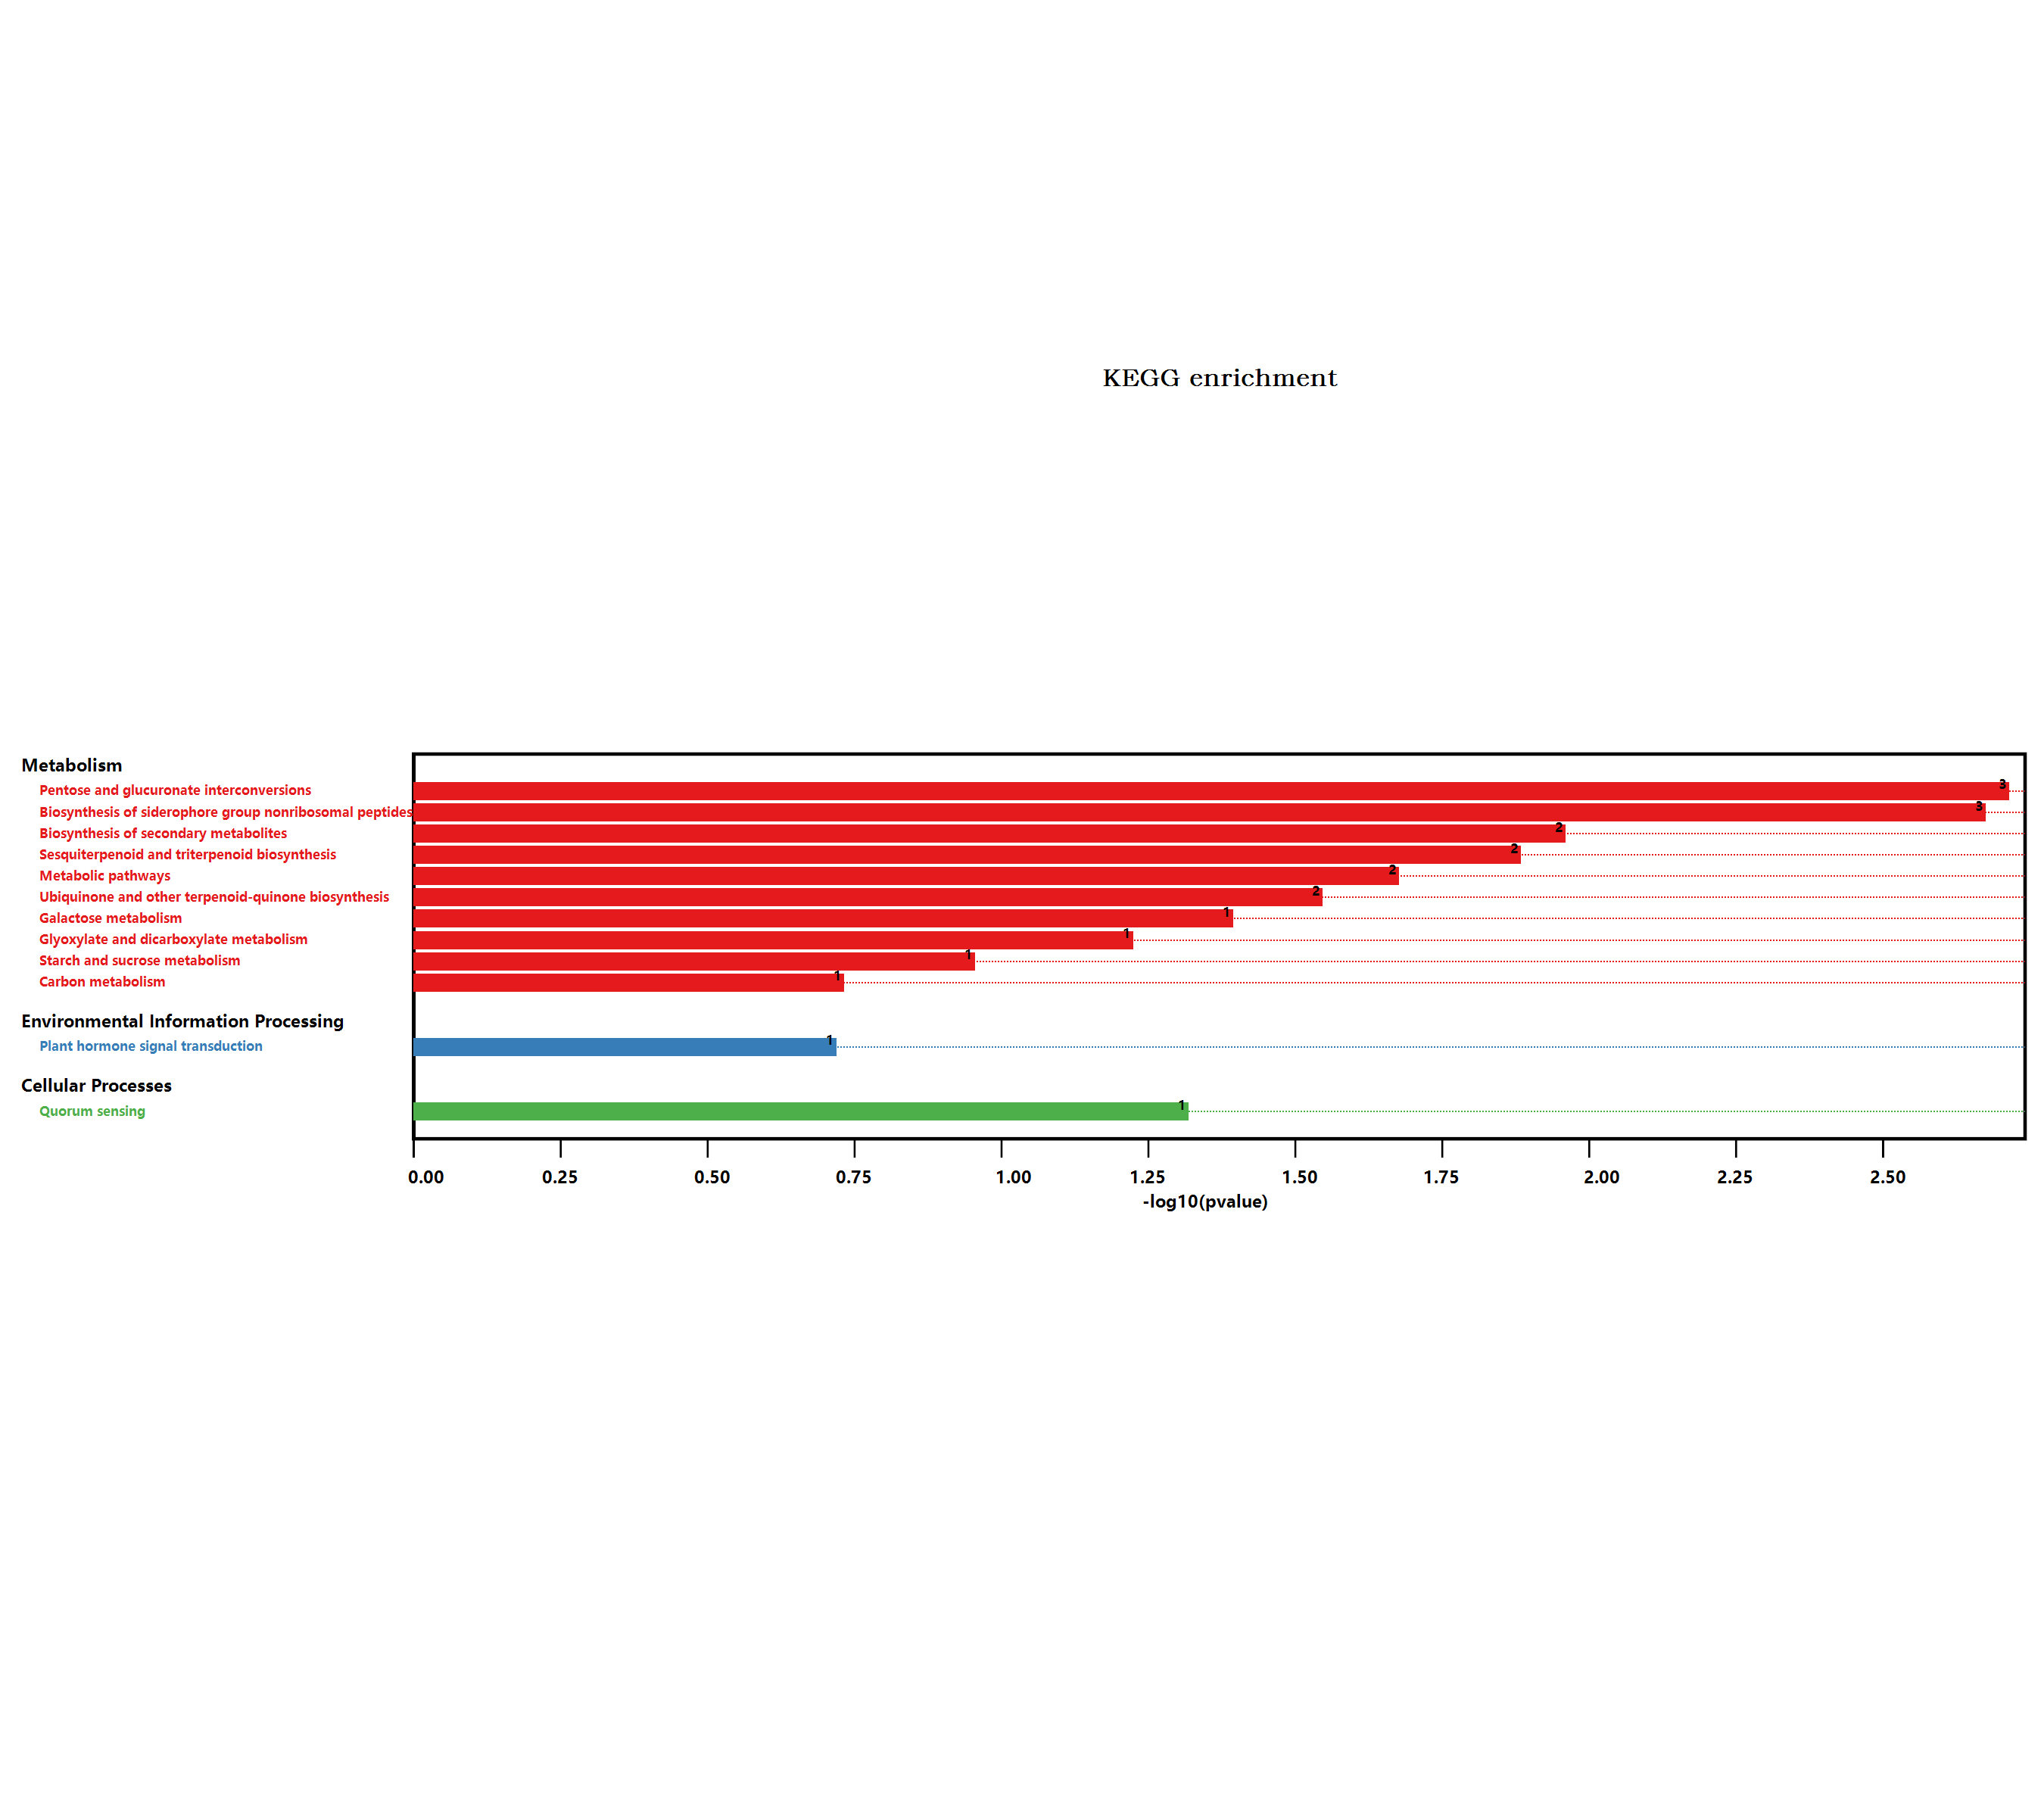 KEGG enrichment
Metabolism
Pentose and glucuronate interconversions 3
Biosynthesis of siderophore group nonribosomal peptides 3
Biosynthesis of secondary metabolites 2
Sesquiterpenoid and triterpenoid biosynthesis 2
Metabolic pathways 2
Ubiquinone and other terpenoid-quinone biosynthesis 2
Galactose metabolism 1
Glyoxylate and dicarboxylate metabolism 1
Starch and sucrose metabolism 1
Carbon metabolism 1
Environmental Information Processing
Plant hormone signal transduction 1
Cellular Processes
Quorum sensing 1
0.00 0.25 0.50 0.75 1.00 1.25 1.50 1.75 2.00 2.25 2.50
-log10(pvalue)